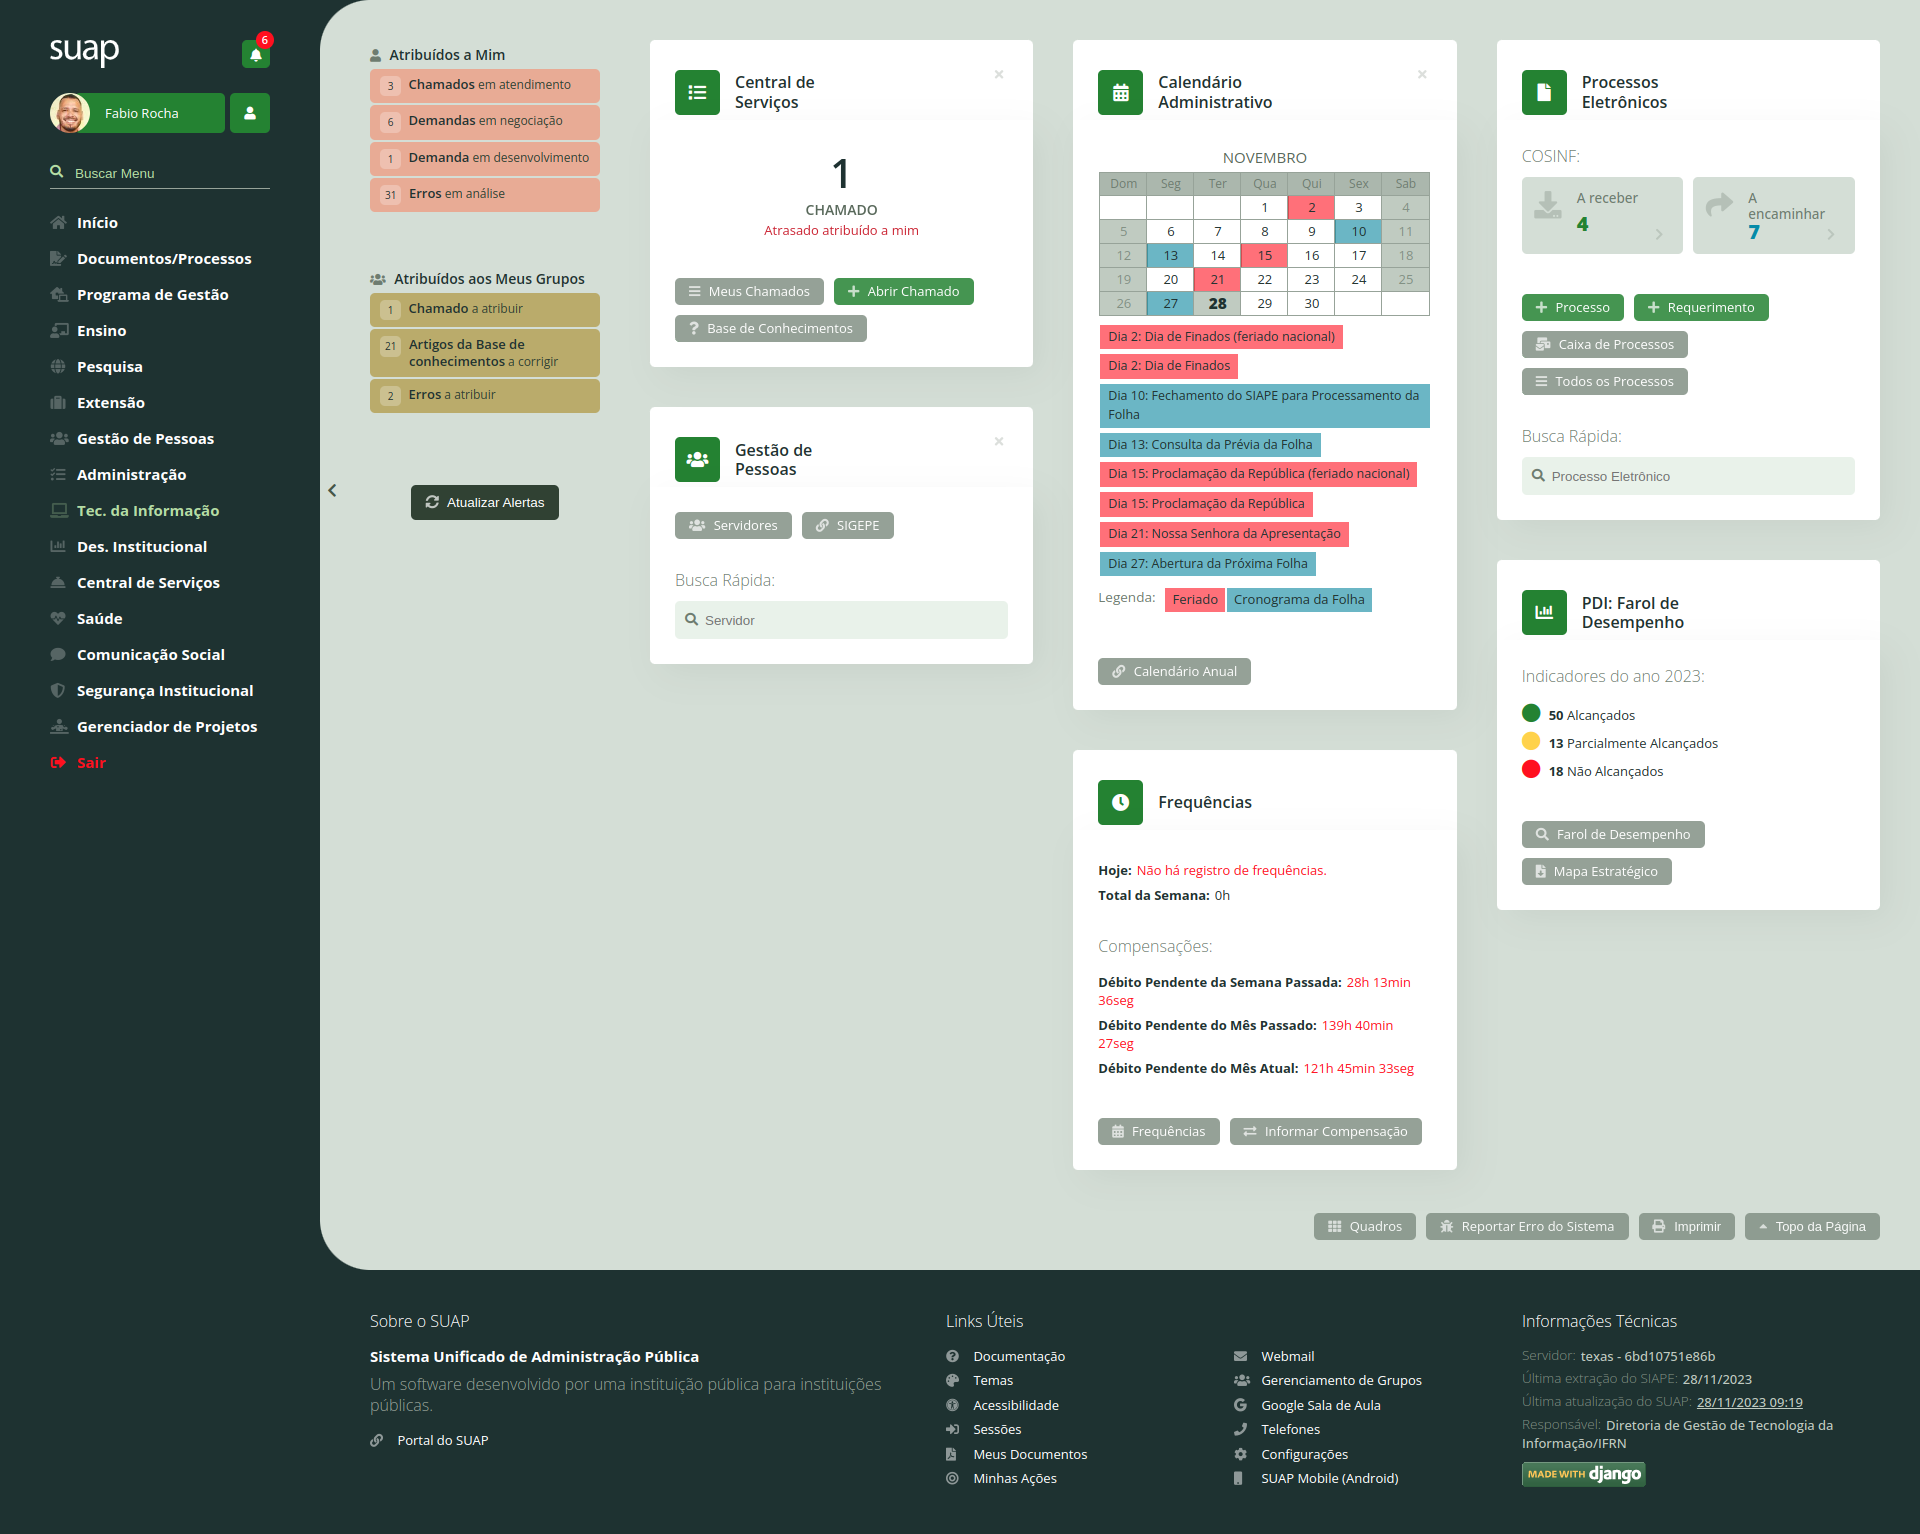 suap
6
Fabio Rocha
Buscar Menu
Início
Documentos/Processos
Programa de Gestão
Ensino
Pesquisa
Extensão
Gestão de Pessoas
Administração
Tec. da Informação
Des. Institucional
Central de Serviços
Saúde
Comunicação Social
Segurança Institucional
Gerenciador de Projetos
Sair
Atribuídos a Mim
3 Chamados em atendimento
6 Demandas em negociação
1 Demanda em desenvolvimento
31 Erros em análise
Atribuídos aos Meus Grupos
1 Chamado a atribuir
21 Artigos da Base de
conhecimentos a corrigir
2 Erros a atribuir
Atualizar Alertas
Central de
Serviços
×
1
CHAMADO
Atrasado atribuído a mim
Meus Chamados Abrir Chamado
Base de Conhecimentos
Gestão de
Pessoas
×
Servidores SIGEPE
Busca Rápida:
Servidor
Calendário
Administrativo
×
NOVEMBRO
Dom Seg Ter Qua Qui Sex Sab
1 2 3 4
5 6 7 8 9 10 11
12 13 14 15 16 17 18
19 20 21 22 23 24 25
26 27 28 29 30
Dia 2: Dia de Finados (feriado nacional)
Dia 2: Dia de Finados
Dia 10: Fechamento do SIAPE para Processamento da
Folha
Dia 13: Consulta da Prévia da Folha
Dia 15: Proclamação da República (feriado nacional)
Dia 15: Proclamação da República
Dia 21: Nossa Senhora da Apresentação
Dia 27: Abertura da Próxima Folha
Legenda: Feriado Cronograma da Folha
Calendário Anual
Frequências
Hoje: Não há registro de frequências.
Total da Semana: 0h
Compensações:
Débito Pendente da Semana Passada: 28h 13min
36seg
Débito Pendente do Mês Passado: 139h 40min
27seg
Débito Pendente do Mês Atual: 121h 45min 33seg
Frequências Informar Compensação
Processos
Eletrônicos
COSINF:
A receber
4
A
encaminhar
7
Processo Requerimento
Caixa de Processos
Todos os Processos
Busca Rápida:
Processo Eletrônico
PDI: Farol de
Desempenho
Indicadores do ano 2023:
50 Alcançados
13 Parcialmente Alcançados
18 Não Alcançados
Farol de Desempenho
Mapa Estratégico
Quadros Reportar Erro do Sistema Imprimir Topo da Página
Sobre o SUAP
Sistema Unificado de Administração Pública
Um software desenvolvido por uma instituição pública para instituições
públicas.
Portal do SUAP
Links Úteis
Documentação
Temas
Acessibilidade
Sessões
Meus Documentos
Minhas Ações
Webmail
Gerenciamento de Grupos
Google Sala de Aula
Telefones
Configurações
SUAP Mobile (Android)
Informações Técnicas
Servidor: texas - 6bd10751e86b
Última extração do SIAPE: 28/11/2023
Última atualização do SUAP: 28/11/2023 09:19
Responsável: Diretoria de Gestão de Tecnologia da
Informação/IFRN
MADE WITH django